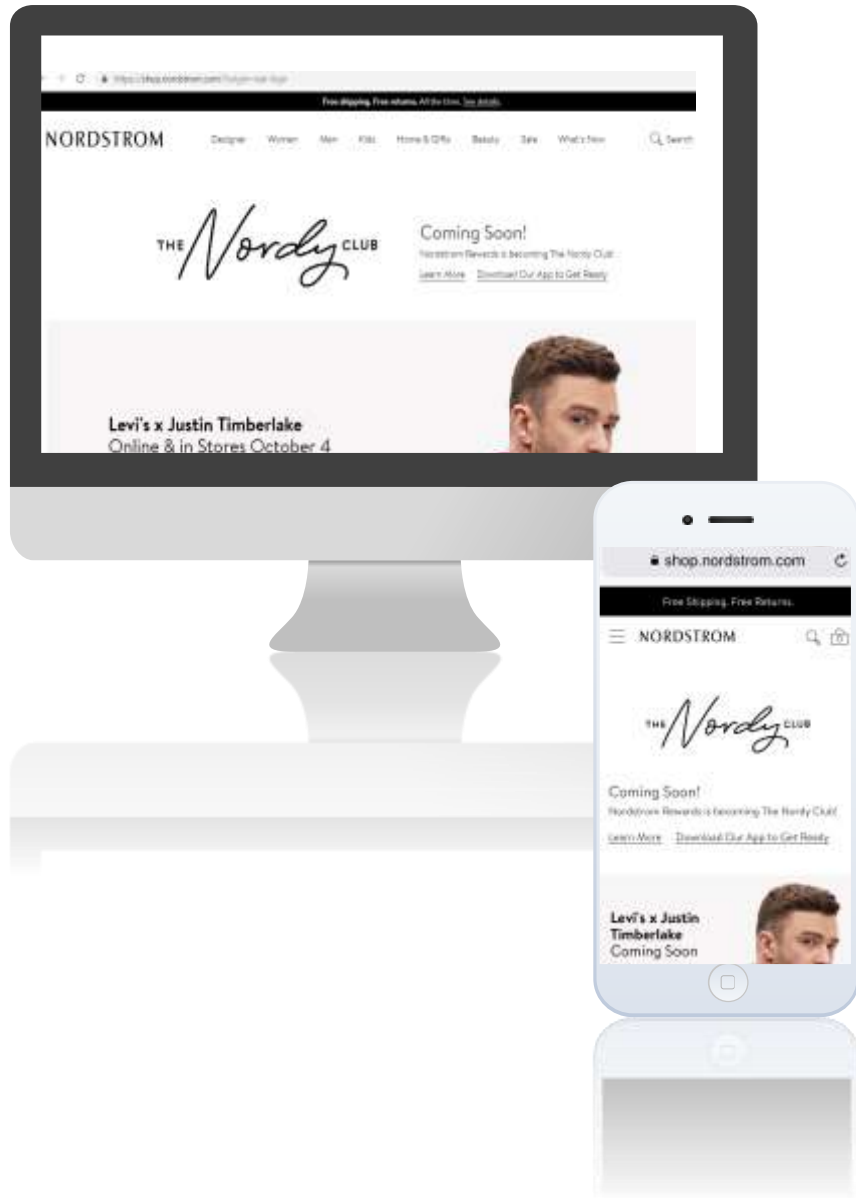 https://shop.nordstrom.com
Free shipping. Free returns. All the time. See details.
NORDSTROM Designer Women Men Kids Home & Gifts Beauty Sale What's New Search
THE Nordy CLUB
Coming Soon!
Nordstrom Rewards is becoming The Nordy Club!
Learn More Download Our App to Get Ready
Levi's x Justin Timberlake
Online & in Stores October 4
shop.nordstrom.com
Free Shipping. Free Returns.
NORDSTROM
THE Nordy CLUB
Coming Soon!
Nordstrom Rewards is becoming The Nordy Club!
Learn More Download Our App to Get Ready
Levi's x Justin
Timberlake
Coming Soon